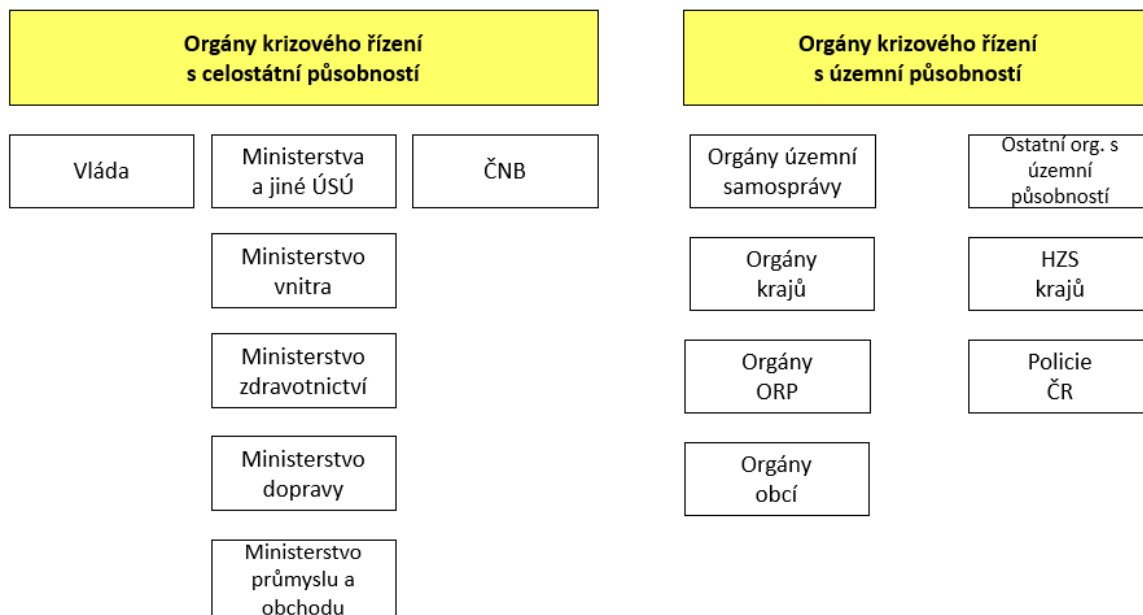 Orgány krizového řízení
s celostátní působností
Orgány krizového řízení
s územní působností
Vláda
Ministerstva
a jiné ÚSÚ
ČNB
Orgány územní
samosprávy
Ostatní org. s
územní
působností
Ministerstvo
vnitra
Orgány
krajů
HZS
krajů
Ministerstvo
zdravotnictví
Orgány
ORP
Policie
ČR
Ministerstvo
dopravy
Orgány
obcí
Ministerstvo
průmyslu a
obchodu